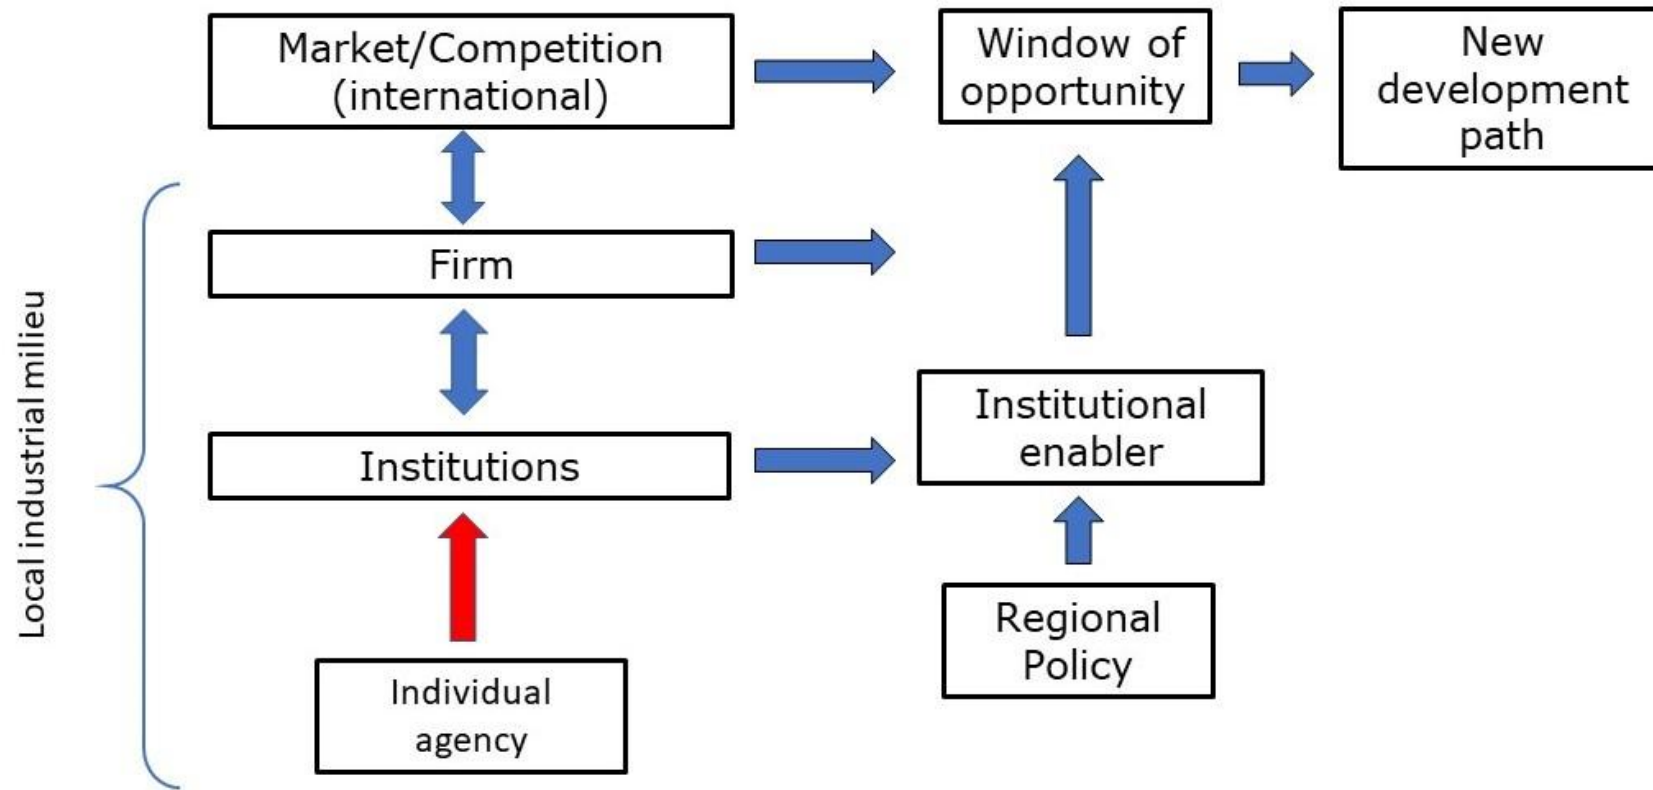 Market/Competition
(international)
Window of
opportunity
New
development
path
Firm
Local industrial milieu
Institutional
enabler
Institutions
Regional
Policy
Individual
agency